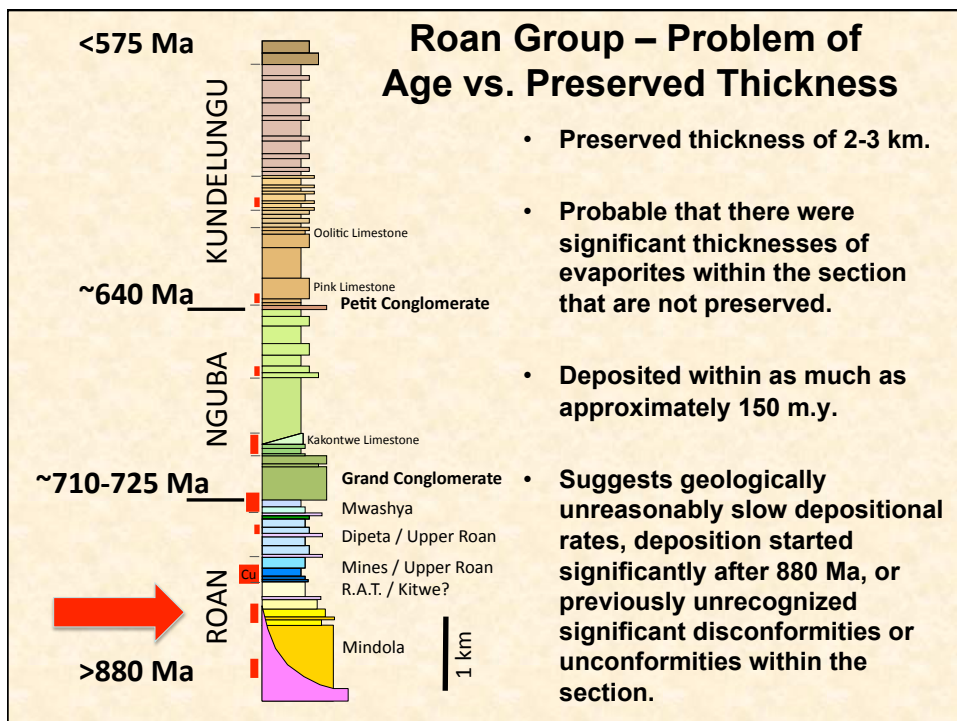 Roan Group – Problem of
Age vs. Preserved Thickness
<575 Ma
KUNDELUNGU
Oolitic Limestone
Pink Limestone
~640 Ma
Petit Conglomerate
NGUBA
Kakontwe Limestone
~710-725 Ma
Grand Conglomerate
Mwashya
Dipeta / Upper Roan
Cu
Mines / Upper Roan
R.A.T. / Kitwe?
ROAN
Mindola
>880 Ma
1 km
• Preserved thickness of 2-3 km.
• Probable that there were
significant thicknesses of
evaporites within the section
that are not preserved.
• Deposited within as much as
approximately 150 m.y.
• Suggests geologically
unreasonably slow depositional
rates, deposition started
significantly after 880 Ma, or
previously unrecognized
significant disconformities or
unconformities within the
section.